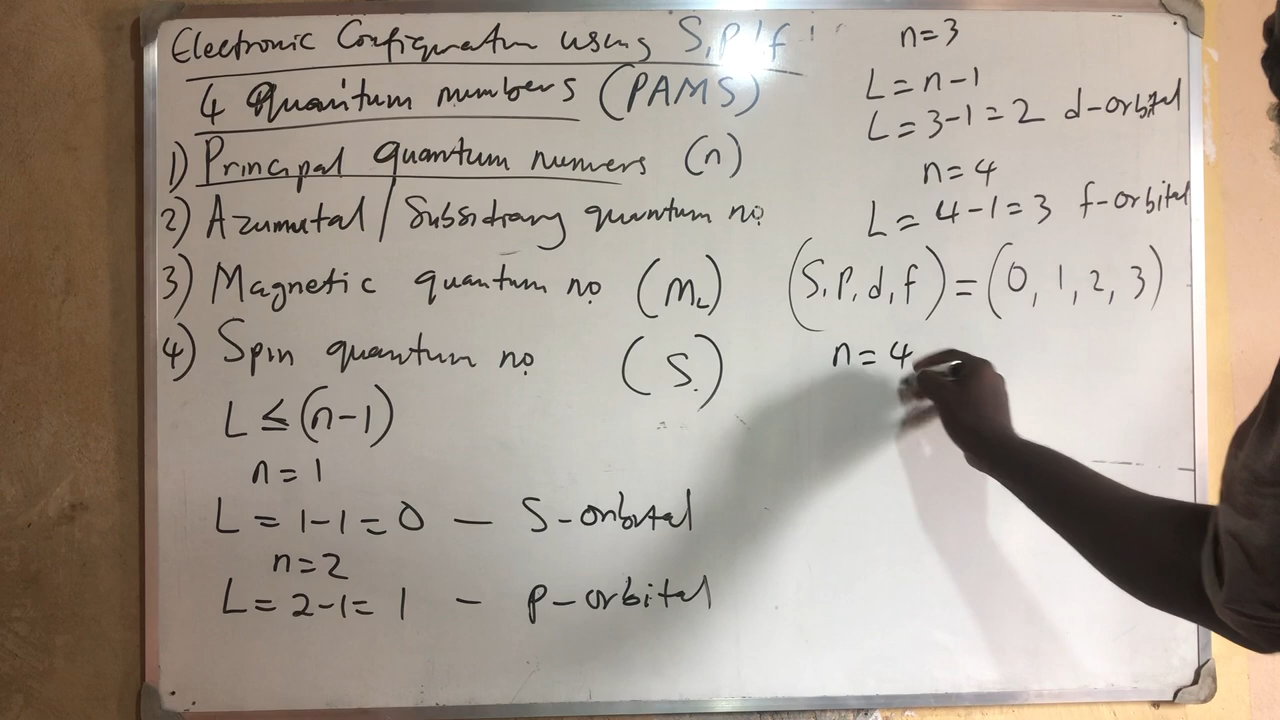 Electronic Configuration using S, P, d, f
4 Quantum numbers (PAMS)
1) Principal quantum numers (n)
2) Azumutal / Subsidiary quantum no
3) Magnetic quantum no (mL)
4) Spin quantum no (S)
L ≤ (n-1)
n = 1
L = 1-1 = 0 — S-orbital
n=2
L = 2-1 = 1 - p-orbital
n=3
L = n-1
L = 3-1 = 2 d-orbital
n=4
L = 4-1 = 3 f-orbital
(S, P, d, f) = (0, 1, 2, 3)
n = 4